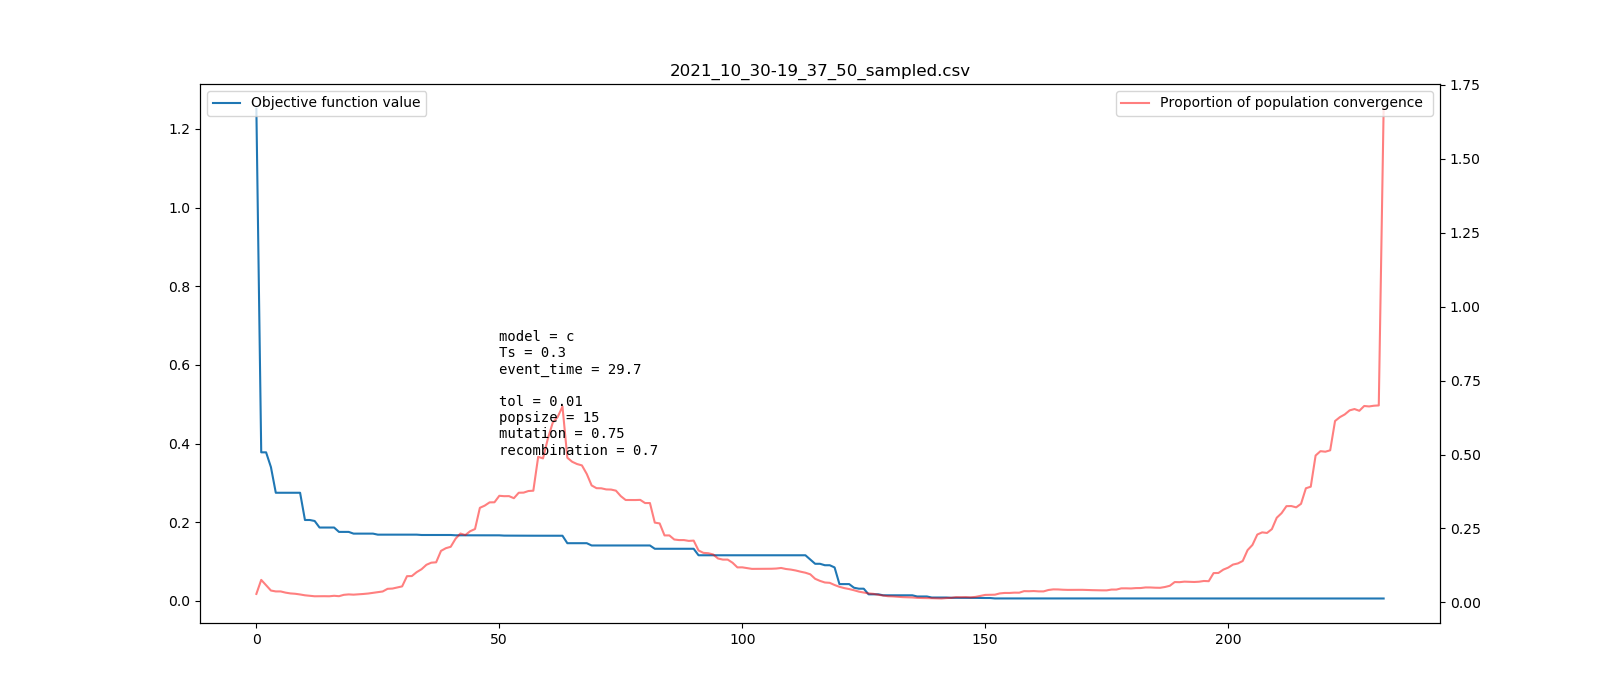 2021_10_30-19_37_50_sampled.csv
Objective function value
Proportion of population convergence
1.2
1.0
0.8
0.6
0.4
0.2
0.0
1.75
1.50
1.25
1.00
0.75
0.50
0.25
0.00
model = c
Ts = 0.3
event_time = 29.7
tol = 0.01
popsize = 15
mutation = 0.75
recombination = 0.7
0
50
100
150
200